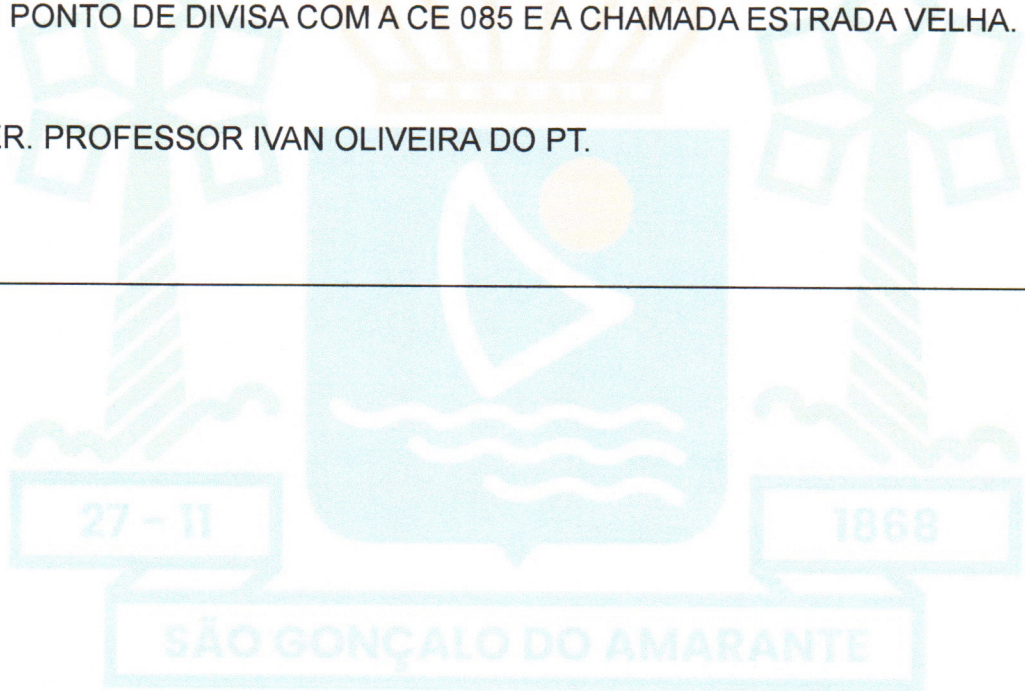 PONTO DE DIVISA COM A CE 085 E A CHAMADA ESTRADA VELHA.
ER. PROFESSOR IVAN OLIVEIRA DO PT.
27 - 11
1868
SÃO GONÇALO DO AMARANTE